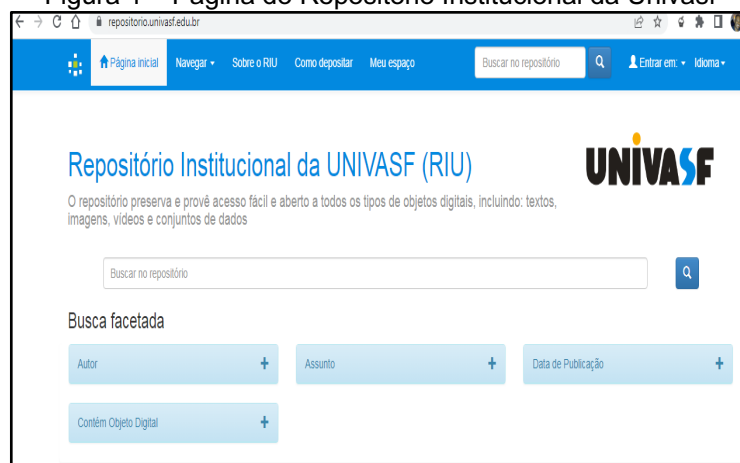 Figura 1 – Página do Repositório Institucional da Univasf
repositorio.univasf.edu.br
Página inicial Navegar Sobre o RIU Como depositar Meu espaço Buscar no repositório Entrar em: Idioma
Repositório Institucional da UNIVASF (RIU)
UNIVASF
O repositório preserva e provê acesso fácil e aberto a todos os tipos de objetos digitais, incluindo: textos,
imagens, vídeos e conjuntos de dados
Buscar no repositório
Busca facetada
Autor + Assunto + Data de Publicação +
Contém Objeto Digital +